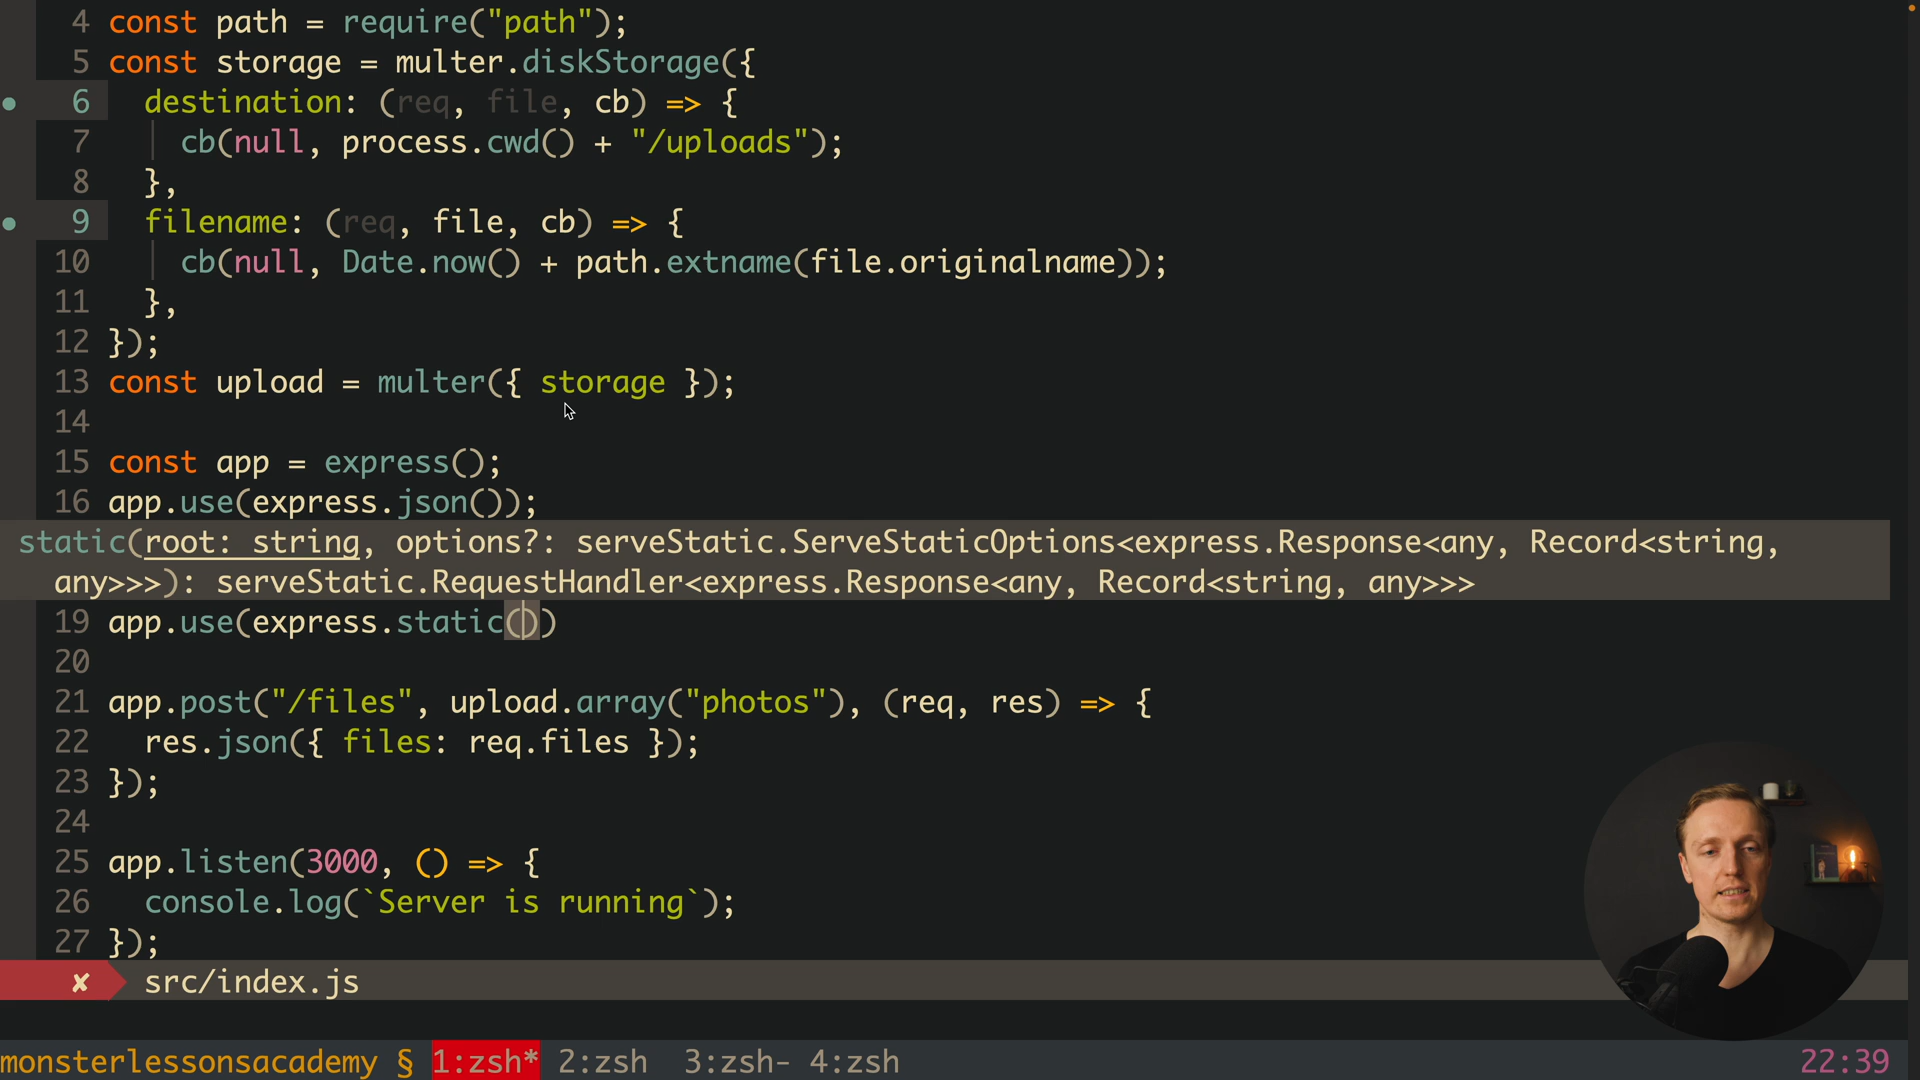 4 const path = require("path");
5 const storage = multer.diskStorage({
6 destination: (req, file, cb) => {
7 cb(null, process.cwd() + "/uploads");
8 },
9 filename: (req, file, cb) => {
10 cb(null, Date.now() + path.extname(file.originalname));
11 },
12 });
13 const upload = multer({ storage });
14
15 const app = express();
16 app.use(express.json());
static(root: string, options?: serveStatic.ServeStaticOptions<express.Response<any, Record<string,
any>>>): serveStatic.RequestHandler<express.Response<any, Record<string, any>>>
19 app.use(express.static())
20
21 app.post("/files", upload.array("photos"), (req, res) => {
22 res.json({ files: req.files });
23 });
24
25 app.listen(3000, () => {
26 console.log(`Server is running`);
27 });
✘ src/index.js
monsterlessonsacademy § 1:zsh* 2:zsh 3:zsh- 4:zsh 22:39